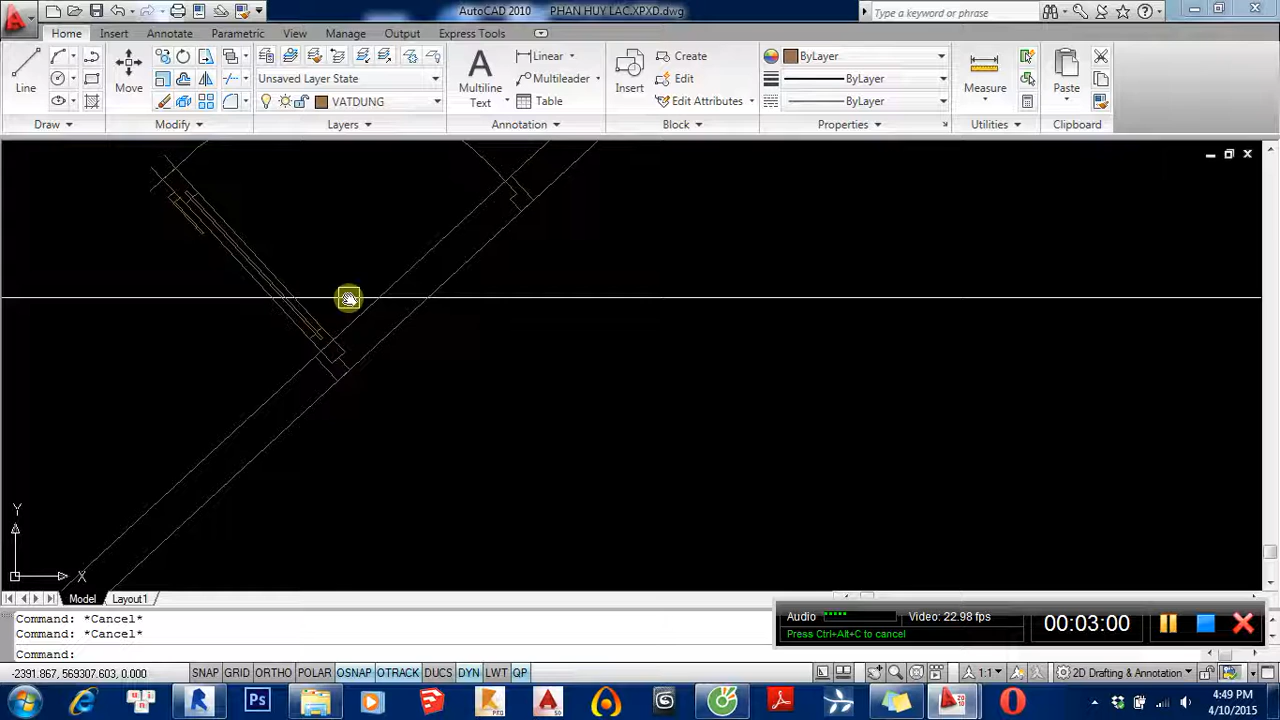 AutoCAD 2010 PHAN HUY LAC.XPXD.dwg
Type a keyword or phrase
Home Insert Annotate Parametric View Manage Output Express Tools
Line
Move
Unsaved Layer State
VATDUNG
Multiline Text
Linear
Multileader
Table
Insert
Create
Edit
Edit Attributes
ByLayer
ByLayer
ByLayer
Measure
Paste
Draw Modify Layers Annotation Block Properties Utilities Clipboard
Y
X
Model Layout1
Command: *Cancel*
Command: *Cancel*
Command:
Audio
Video: 22.98 fps
Press Ctrl+Alt+C to cancel
00:03:00
-2391.867, 569307.603, 0.000 SNAP GRID ORTHO POLAR OSNAP OTRACK DUCS DYN LWT QP
1:1
2D Drafting & Annotation
Ps
4:49 PM
4/10/2015